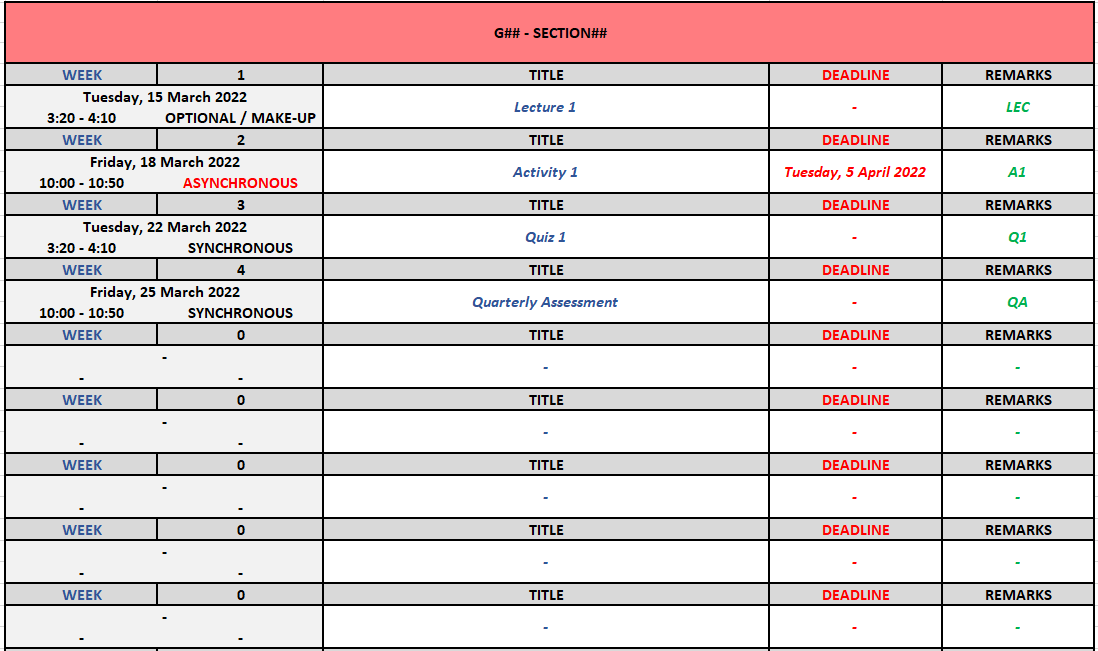 G## - SECTION##
WEEK 1 TITLE DEADLINE REMARKS
Tuesday, 15 March 2022
3:20 - 4:10 OPTIONAL / MAKE-UP
Lecture 1 - LEC
WEEK 2 TITLE DEADLINE REMARKS
Friday, 18 March 2022
10:00 - 10:50 ASYNCHRONOUS
Activity 1 Tuesday, 5 April 2022 A1
WEEK 3 TITLE DEADLINE REMARKS
Tuesday, 22 March 2022
3:20 - 4:10 SYNCHRONOUS
Quiz 1 - Q1
WEEK 4 TITLE DEADLINE REMARKS
Friday, 25 March 2022
10:00 - 10:50 SYNCHRONOUS
Quarterly Assessment - QA
WEEK 0 TITLE DEADLINE REMARKS
-
- -
- - -
WEEK 0 TITLE DEADLINE REMARKS
-
- -
- - -
WEEK 0 TITLE DEADLINE REMARKS
-
- -
- - -
WEEK 0 TITLE DEADLINE REMARKS
-
- -
- - -
WEEK 0 TITLE DEADLINE REMARKS
-
- -
- - -